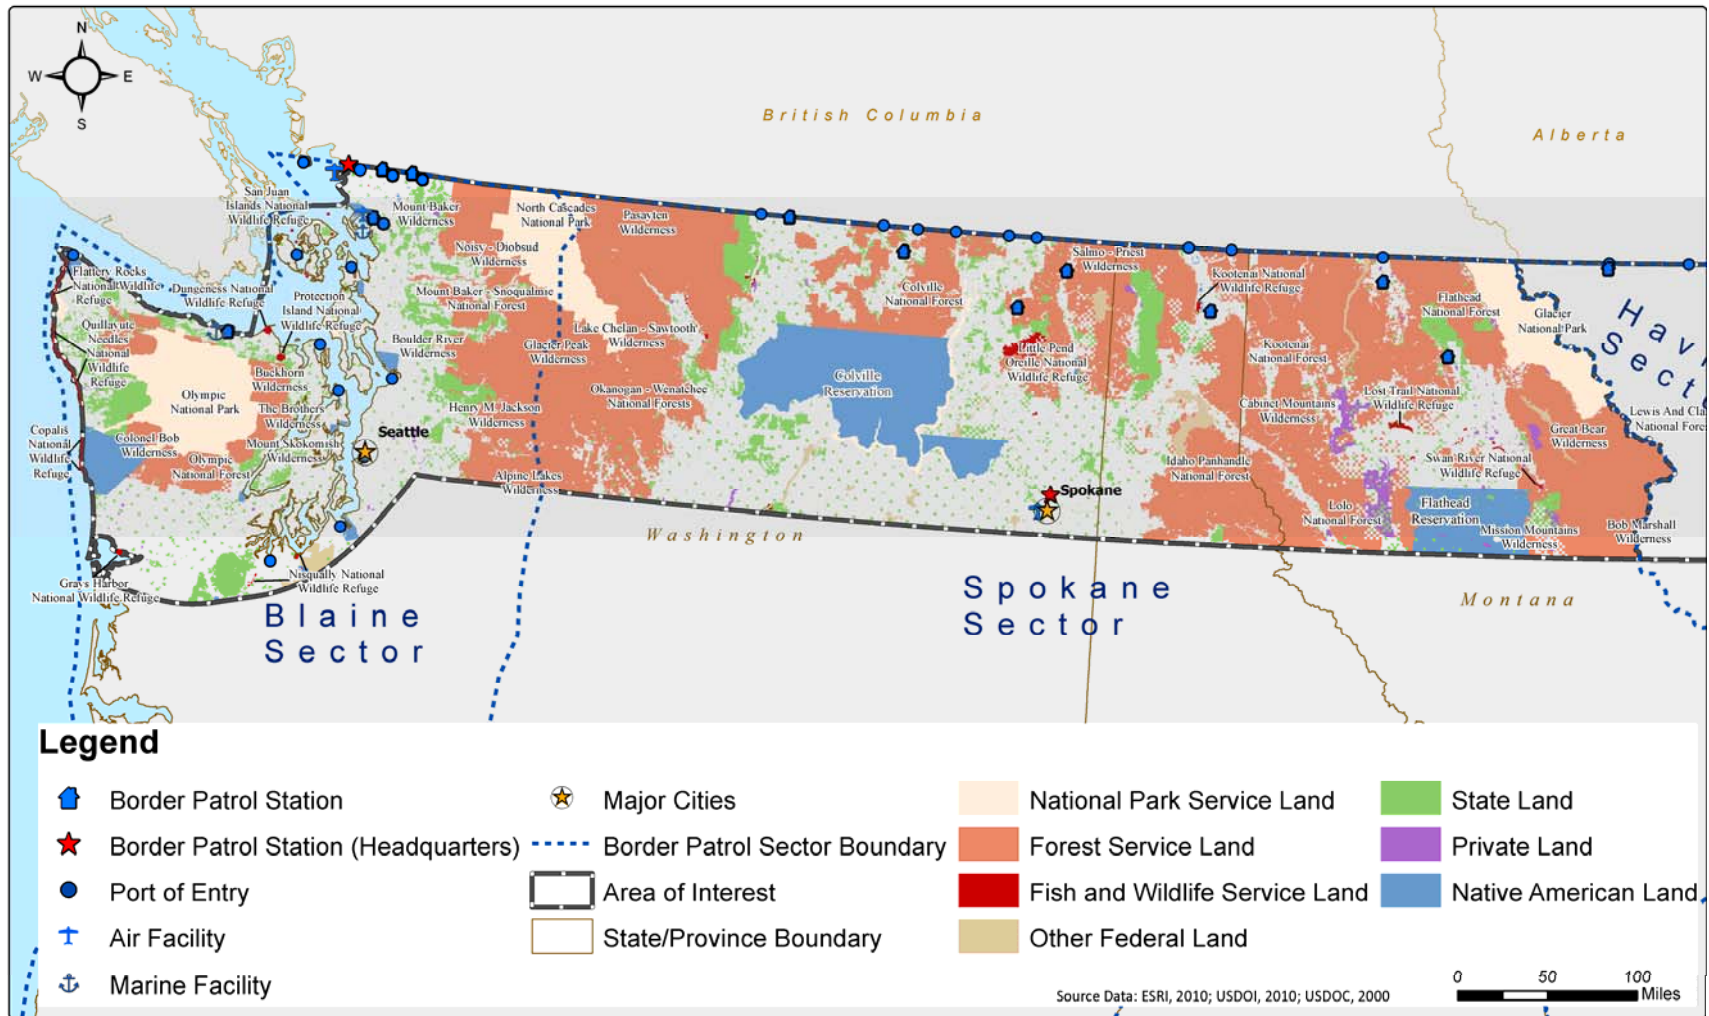 N
W
E
S
British Columbia
Alberta
San Juan
Islands National
Wildlife Refuge
Mount Baker
Wilderness
North Cascades
National Park
Pasayten
Wilderness
Noisy - Diobsud
Wilderness
Salmo - Priest
Wilderness
Kootenai National
Wildlife Refuge
Flattery Rocks
National Wildlife
Refuge
Dungeness National
Wildlife Refuge
Protection
Island National
Wildlife Refuge
Mount Baker - Snoqualmie
National Forest
Colville
National Forest
Flathead
National Forest
Glacier
National Park
Quillayute
Needles
National
Wildlife
Refuge
Boulder River
Wilderness
Glacier Peak
Wilderness
Lake Chelan - Sawtooth
Wilderness
Little Pend
Oreille National
Wildlife Refuge
Kootenai
National Forest
Buckhorn
Wilderness
Colville
Reservation
Olympic
National Park
The Brothers
Wilderness
Henry M. Jackson
Wilderness
Okanogan - Wenatchee
National Forests
Cabinet Mountains
Wilderness
Lost Trail National
Wildlife Refuge
Lewis And Cla
National Fores
Copalis
National
Wildlife
Refuge
Colonel Bob
Wilderness
Mount Skokomish
Wilderness
Seattle
Great Bear
Wilderness
Olympic
National Forest
Alpine Lakes
Wilderness
Idaho Panhandle
National Forest
Swan River National
Wildlife Refuge
Spokane
Lolo
National Forest
Flathead
Reservation
Mission Mountains
Wilderness
Bob Marshall
Wilderness
Washington
Grays Harbor
National Wildlife Refuge
Nisqually National
Wildlife Refuge
Montana
Blaine
Sector
Spokane
Sector
Havr
Secto
Legend
Border Patrol Station
Border Patrol Station (Headquarters)
Port of Entry
Air Facility
Marine Facility
Major Cities
Border Patrol Sector Boundary
Area of Interest
State/Province Boundary
National Park Service Land
Forest Service Land
Fish and Wildlife Service Land
Other Federal Land
State Land
Private Land
Native American Land
Source Data: ESRI, 2010; USDOI, 2010; USDOC, 2000
0 50 100
Miles